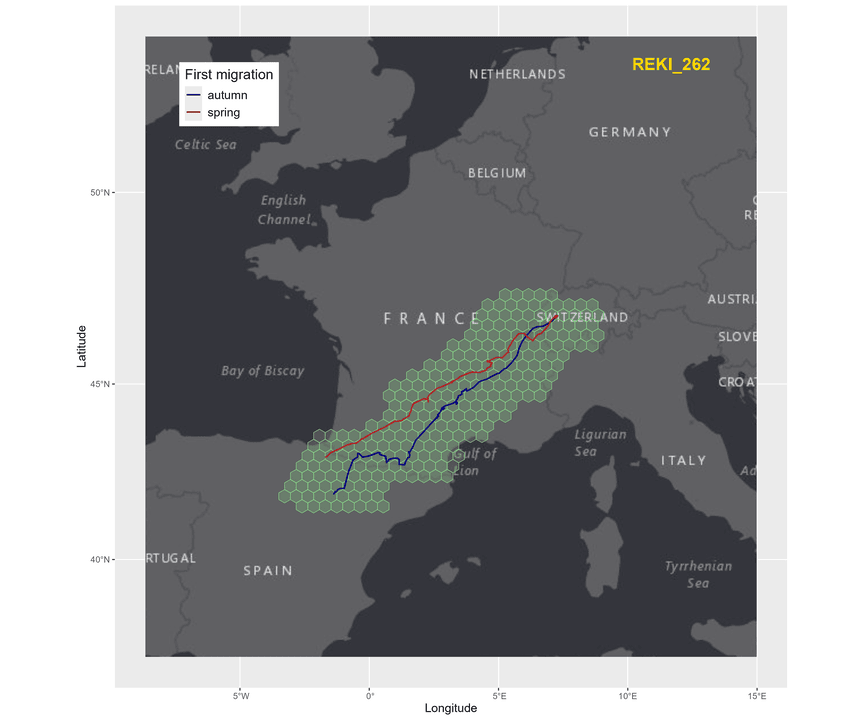 REKI_262
First migration
autumn
spring
RELAN
NETHERLANDS
GERMANY
Celtic Sea
BELGIUM
English
Channel
RE
FRANCE
SWITZERLAND
AUSTRI
SLOVE
Bay of Biscay
CROAT
Ligurian
Sea
Gulf of
Lion
ITALY
Ad
RTUGAL
SPAIN
Tyrrhenian
Sea
50°N
45°N
40°N
Latitude
5°W
0°
5°E
10°E
15°E
Longitude